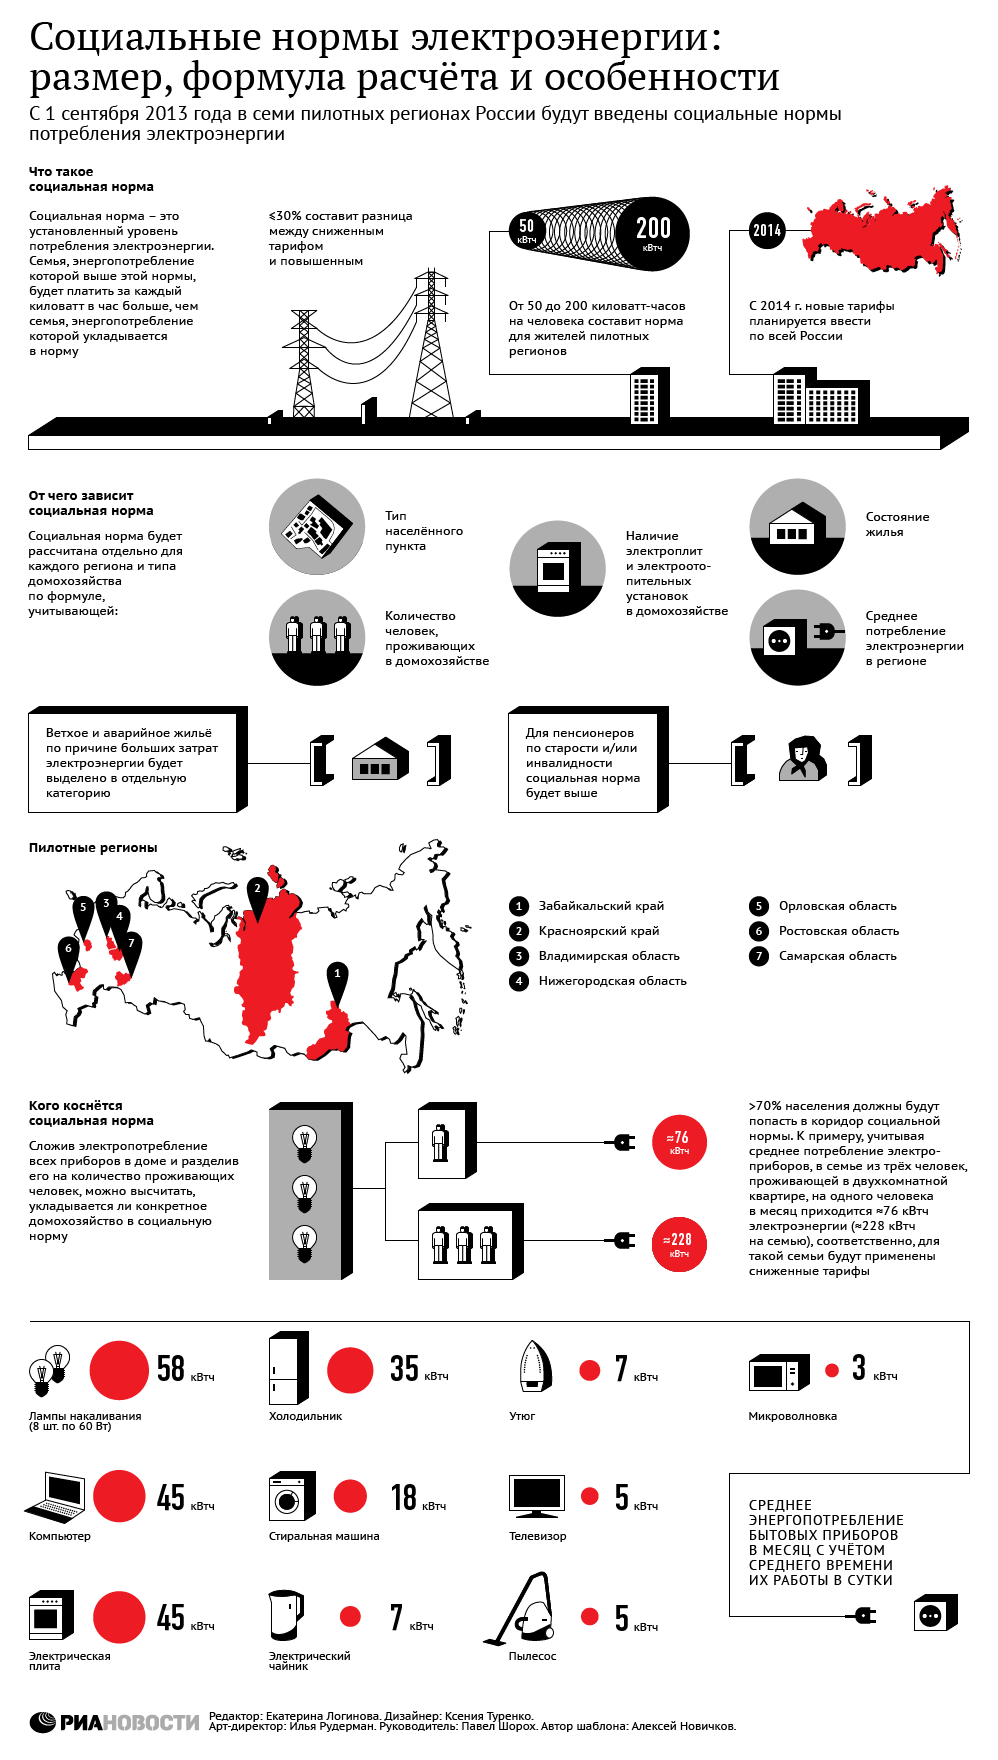 Социальные нормы электроэнергии:
размер, формула расчёта и особенности
С 1 сентября 2013 года в семи пилотных регионах России будут введены социальные нормы
потребления электроэнергии
Что такое
социальная норма
Социальная норма – это
установленный уровень
потребления электроэнергии.
Семья, энергопотребление
которой выше этой нормы,
будет платить за каждый
киловатт в час больше, чем
семья, энергопотребление
которой укладывается
в норму
≤30% составит разница
между сниженным
тарифом
и повышенным
50
кВтч
200
кВтч
От 50 до 200 киловатт-часов
на человека составит норма
для жителей пилотных
регионов
2014
С 2014 г. новые тарифы
планируется ввести
по всей России
От чего зависит
социальная норма
Социальная норма будет
рассчитана отдельно для
каждого региона и типа
домохозяйства
по формуле,
учитывающей:
Тип
населённого
пункта
Количество
человек,
проживающих
в домохозяйстве
Наличие
электроплит
и электроото-
пительных
установок
в домохозяйстве
Состояние
жилья
Среднее
потребление
электроэнергии
в регионе
Ветхое и аварийное жильё
по причине больших затрат
электроэнергии будет
выделено в отдельную
категорию
Для пенсионеров
по старости и/или
инвалидности
социальная норма
будет выше
Пилотные регионы
5
3
4
7
6
2
1
1 Забайкальский край
2 Красноярский край
3 Владимирская область
4 Нижегородская область
5 Орловская область
6 Ростовская область
7 Самарская область
Кого коснётся
социальная норма
Сложив электропотребление
всех приборов в доме и разделив
его на количество проживающих
человек, можно высчитать,
укладывается ли конкретное
домохозяйство в социальную
норму
≈76
кВтч
≈228
кВтч
>70% населения должны будут
попасть в коридор социальной
нормы. К примеру, учитывая
среднее потребление электро-
приборов, в семье из трёх человек,
проживающей в двухкомнатной
квартире, на одного человека
в месяц приходится ≈76 кВтч
электроэнергии (≈228 кВтч
на семью), соответственно, для
такой семьи будут применены
сниженные тарифы
58 кВтч
Лампы накаливания
(8 шт. по 60 Вт)
35 кВтч
Холодильник
7 кВтч
Утюг
3 кВтч
Микроволновка
45 кВтч
Компьютер
18 кВтч
Стиральная машина
5 кВтч
Телевизор
45 кВтч
Электрическая
плита
7 кВтч
Электрический
чайник
5 кВтч
Пылесос
СРЕДНЕЕ
ЭНЕРГОПОТРЕБЛЕНИЕ
БЫТОВЫХ ПРИБОРОВ
В МЕСЯЦ С УЧЁТОМ
СРЕДНЕГО ВРЕМЕНИ
ИХ РАБОТЫ В СУТКИ
РИАНОВОСТИ
Редактор: Екатерина Логинова. Дизайнер: Ксения Туренко.
Арт-директор: Илья Рудерман. Руководитель: Павел Шорох. Автор шаблона: Алексей Новичков.